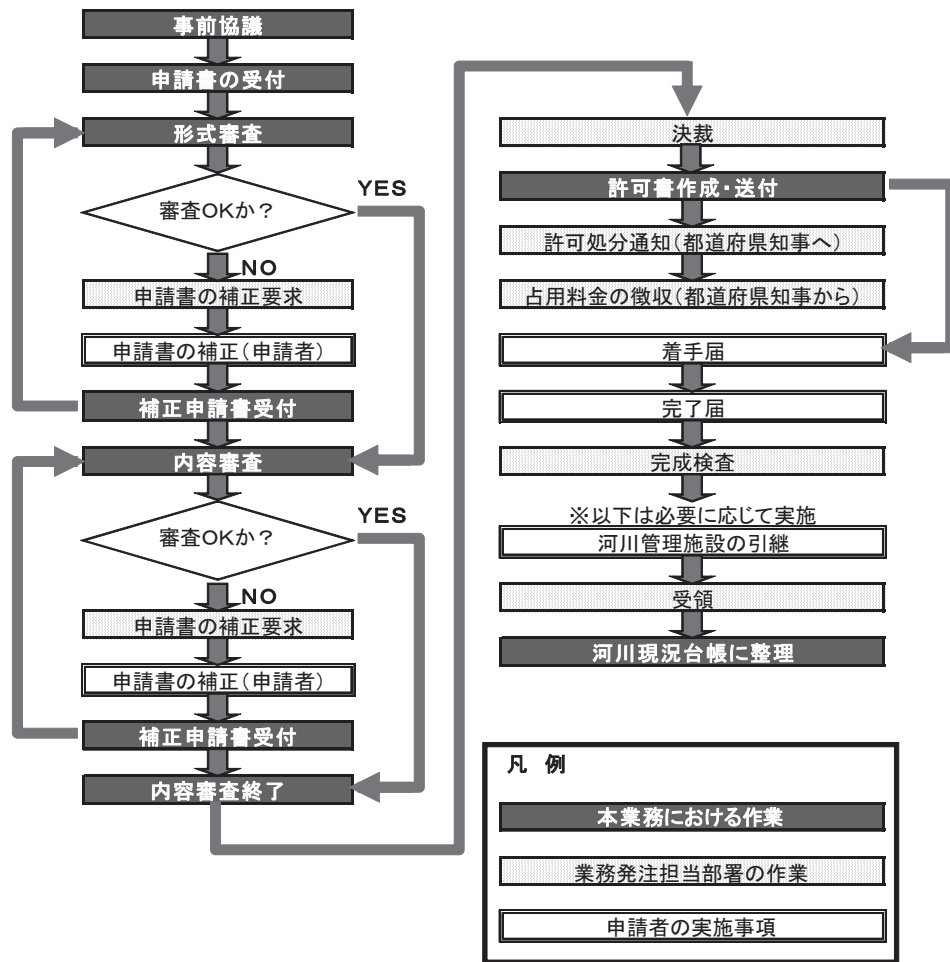 事前協議
申請書の受付
形式審査
審査OKか？
YES
NO
申請書の補正要求
申請書の補正（申請者）
補正申請書受付
内容審査
審査OKか？
YES
NO
申請書の補正要求
申請書の補正（申請者）
補正申請書受付
内容審査終了
決裁
許可書作成・送付
許可処分通知（都道府県知事へ）
占用料金の徴収（都道府県知事から）
着手届
完了届
完成検査
※以下は必要に応じて実施
河川管理施設の引継
受領
河川現況台帳に整理
凡　例
本業務における作業
業務発注担当部署の作業
申請者の実施事項